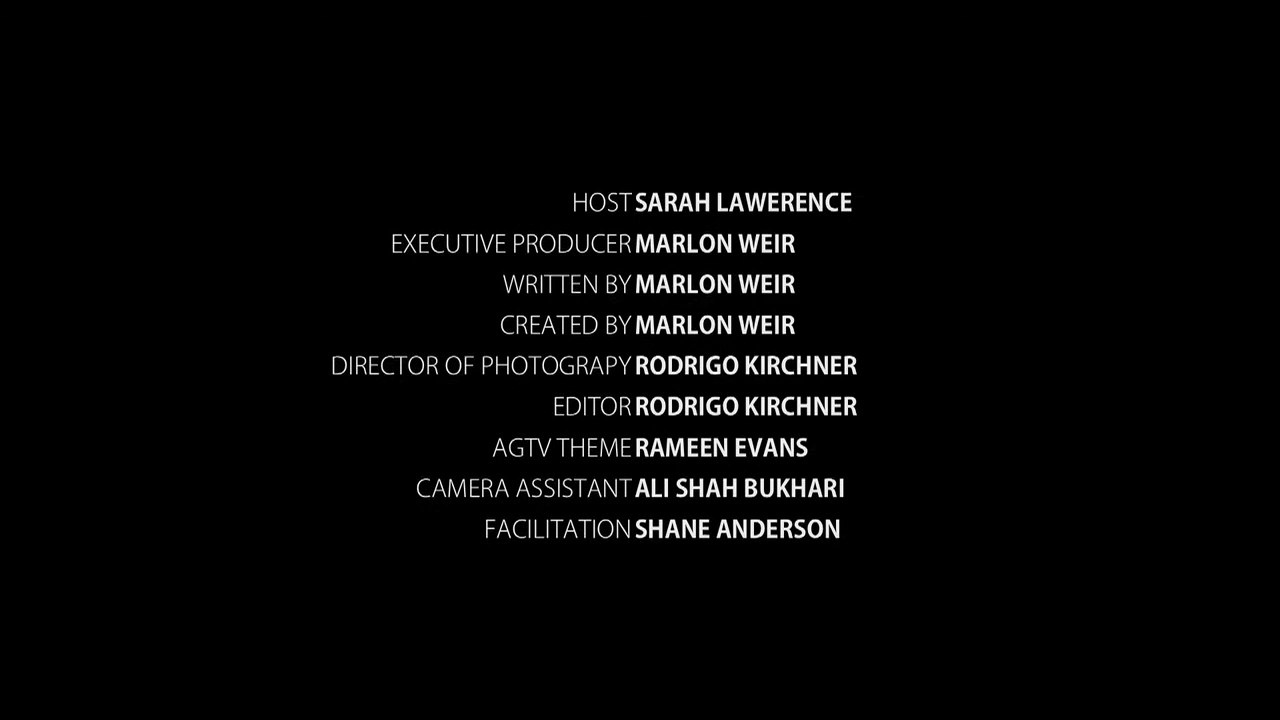 HOST SARAH LAWERENCE
EXECUTIVE PRODUCER MARLON WEIR
WRITTEN BY MARLON WEIR
CREATED BY MARLON WEIR
DIRECTOR OF PHOTOGRAPY RODRIGO KIRCHNER
EDITOR RODRIGO KIRCHNER
AGTV THEME RAMEEN EVANS
CAMERA ASSISTANT ALI SHAH BUKHARI
FACILITATION SHANE ANDERSON